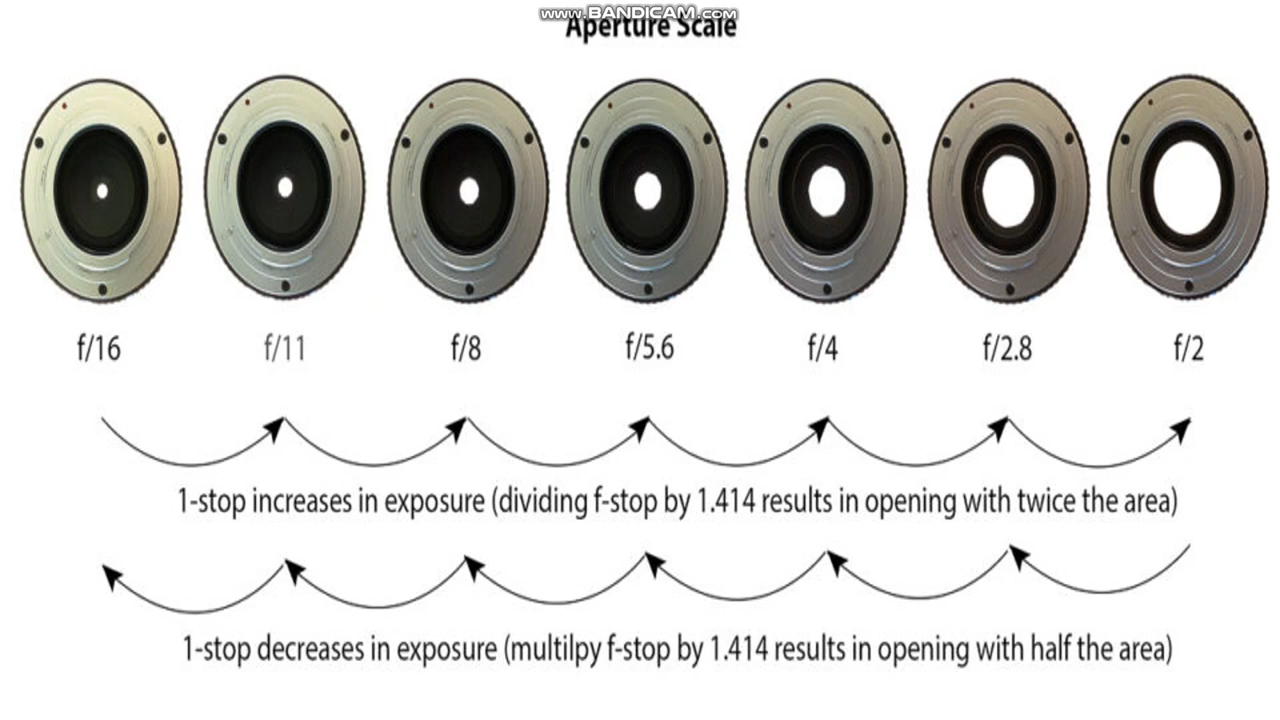 www.BANDICAM.com
Aperture Scale
f/16 f/11 f/8 f/5.6 f/4 f/2.8 f/2
1-stop increases in exposure (dividing f-stop by 1.414 results in opening with twice the area)
1-stop decreases in exposure (multilpy f-stop by 1.414 results in opening with half the area)